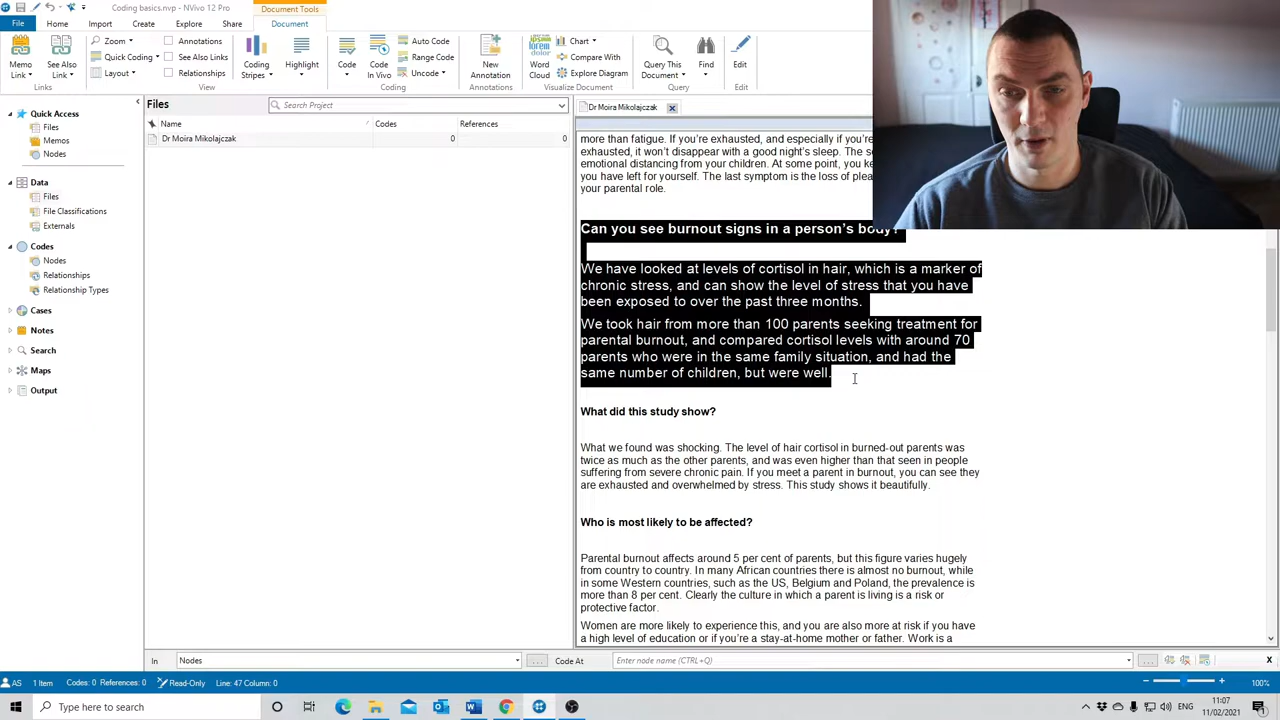 Coding basics.nvp - NVivo 12 Pro
Document Tools
File
Home
Import
Create
Explore
Share
Document
Memo Link
See Also Link
Links
Zoom
Quick Coding
Layout
Annotations
See Also Links
Relationships
View
Coding Stripes
Highlight
Code
Code In Vivo
Auto Code
Range Code
Uncode
Coding
New Annotation
Annotations
Word Cloud
Chart
Compare With
Explore Diagram
Visualize Document
Query This Document
Find
Query
Edit
Edit
Quick Access
Files
Memos
Nodes
Data
Files
File Classifications
Externals
Codes
Nodes
Relationships
Relationship Types
Cases
Notes
Search
Maps
Output
Files
Search Project
Name
Codes
References
Dr Moira Mikolajczak
0
0
Dr Moira Mikolajczak
more than fatigue. If you're exhausted, and especially if you're
exhausted, it won't disappear with a good night's sleep. The
emotional distancing from your children. At some point, you
you have left for yourself. The last symptom is the loss of
your parental role.
Can you see burnout signs in a person's body?
We have looked at levels of cortisol in hair, which is a marker of
chronic stress, and can show the level of stress that you have
been exposed to over the past three months.
We took hair from more than 100 parents seeking treatment for
parental burnout, and compared cortisol levels with around 70
parents who were in the same family situation, and had the
same number of children, but were well.
What did this study show?
What we found was shocking. The level of hair cortisol in burned-out parents was
twice as much as the other parents, and was even higher than that seen in people
suffering from severe chronic pain. If you meet a parent in burnout, you can see they
are exhausted and overwhelmed by stress. This study shows it beautifully.
Who is most likely to be affected?
Parental burnout affects around 5 per cent of parents, but this figure varies hugely
from country to country. In many African countries there is almost no burnout, while
in some Western countries, such as the US, Belgium and Poland, the prevalence is
more than 8 per cent. Clearly the culture in which a parent is living is a risk or
protective factor.
Women are more likely to experience this, and you are also more at risk if you have
a high level of education or if you're a stay-at-home mother or father. Work is a
In
Nodes
Code At
Enter node name (CTRL+Q)
AS
1 Item
Codes: 0
References: 0
Read-Only
Line: 47 Column: 0
100%
Type here to search
11:07
11/02/2021